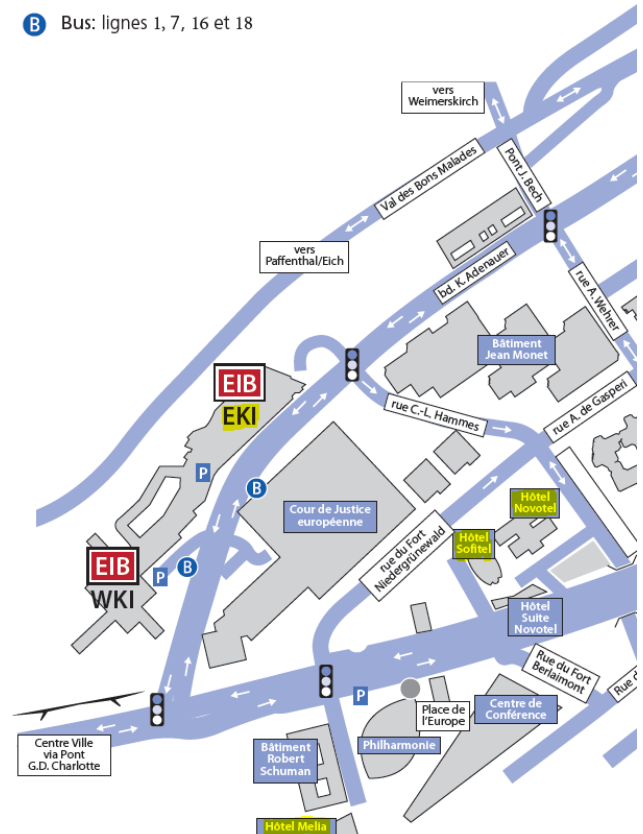 B Bus: lignes 1, 7, 16 et 18
vers
Weimerskirch
Pont J. Bech
Val des Bons Malades
vers
Paffenthal/Eich
bd. K. Adenauer
rue A. Wehrer
Bâtiment
Jean Monet
EIB
EKI
rue C.-L. Hammes
rue A. de Gasperi
P
B
Cour de Justice
européenne
Hôtel
Novotel
Hôtel
Sofitel
rue du Fort
Niedergrünewald
EIB
WKI
P
B
Hôtel
Suite
Novotel
Rue du Fort
Berlaimont
P
Place de
l'Europe
Centre de
Conférence
Centre Ville
via Pont
G.D. Charlotte
Bâtiment
Robert
Schuman
Philharmonie
Hôtel Melia